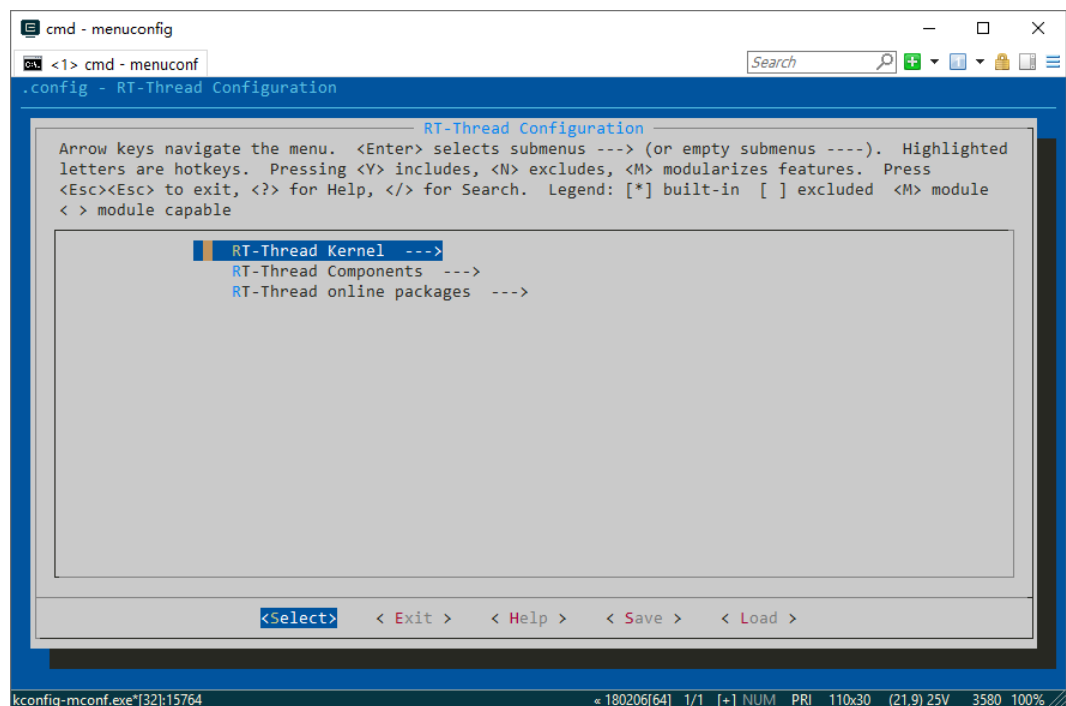 cmd - menuconfig
<1> cmd - menuconf
Search
.config - RT-Thread Configuration
RT-Thread Configuration
Arrow keys navigate the menu.  <Enter> selects submenus ---> (or empty submenus ----).  Highlighted
letters are hotkeys.  Pressing <Y> includes, <N> excludes, <M> modularizes features.  Press
<Esc><Esc> to exit, <?> for Help, </> for Search.  Legend: [*] built-in  [ ] excluded  <M> module
< > module capable
RT-Thread Kernel  --->
RT-Thread Components  --->
RT-Thread online packages  --->
<Select>    < Exit >    < Help >    < Save >    < Load >
kconfig-mconf.exe*[32]:15764    « 180206[64]  1/1  [+] NUM  PRI  110x30  (21,9) 25V  3580  100%